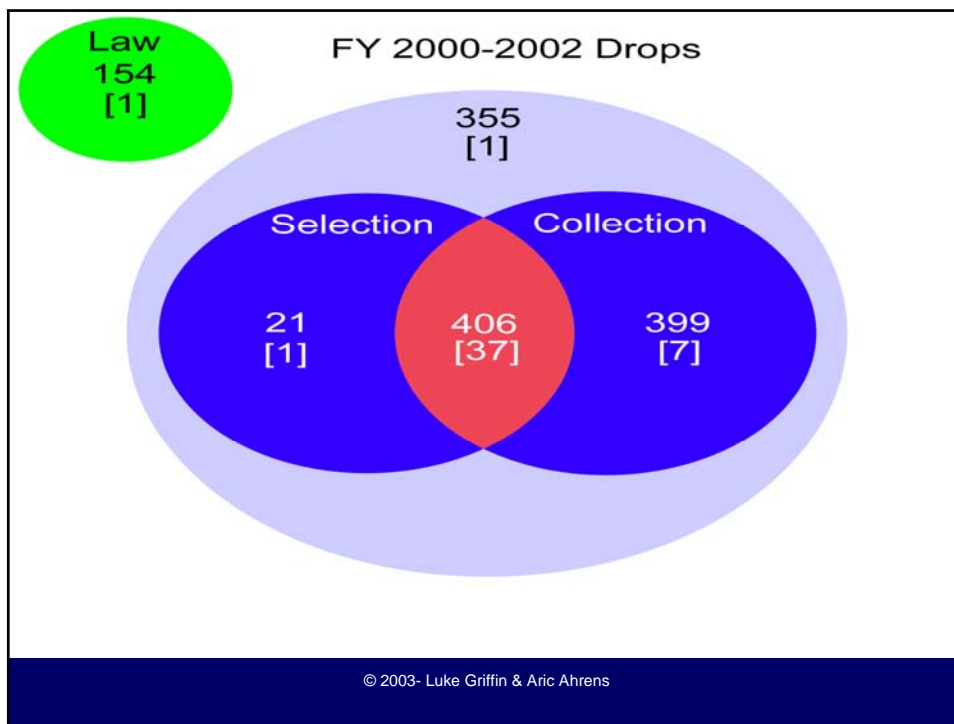 Law
154
[1]
FY 2000-2002 Drops
355
[1]
Selection
Collection
21
[1]
406
[37]
399
[7]
© 2003- Luke Griffin & Aric Ahrens